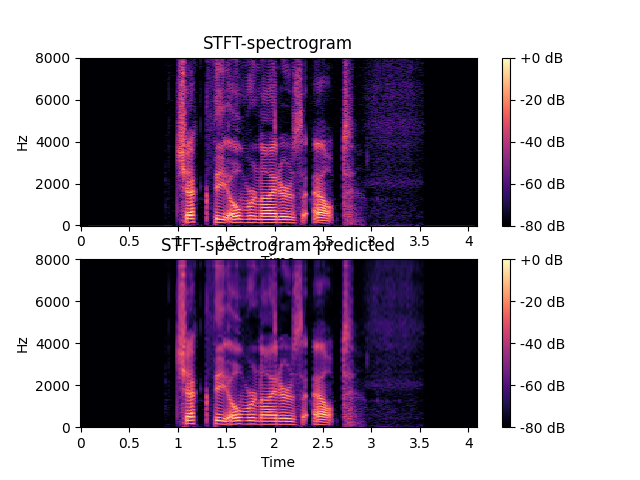 STFT-spectrogram
8000
6000
4000
2000
0
Hz
0 0.5 1 1.5 2 2.5 3 3.5 4
Time
+0 dB
-20 dB
-40 dB
-60 dB
-80 dB
STFT-spectrogram predicted
8000
6000
4000
2000
0
Hz
0 0.5 1 1.5 2 2.5 3 3.5 4
Time
+0 dB
-20 dB
-40 dB
-60 dB
-80 dB